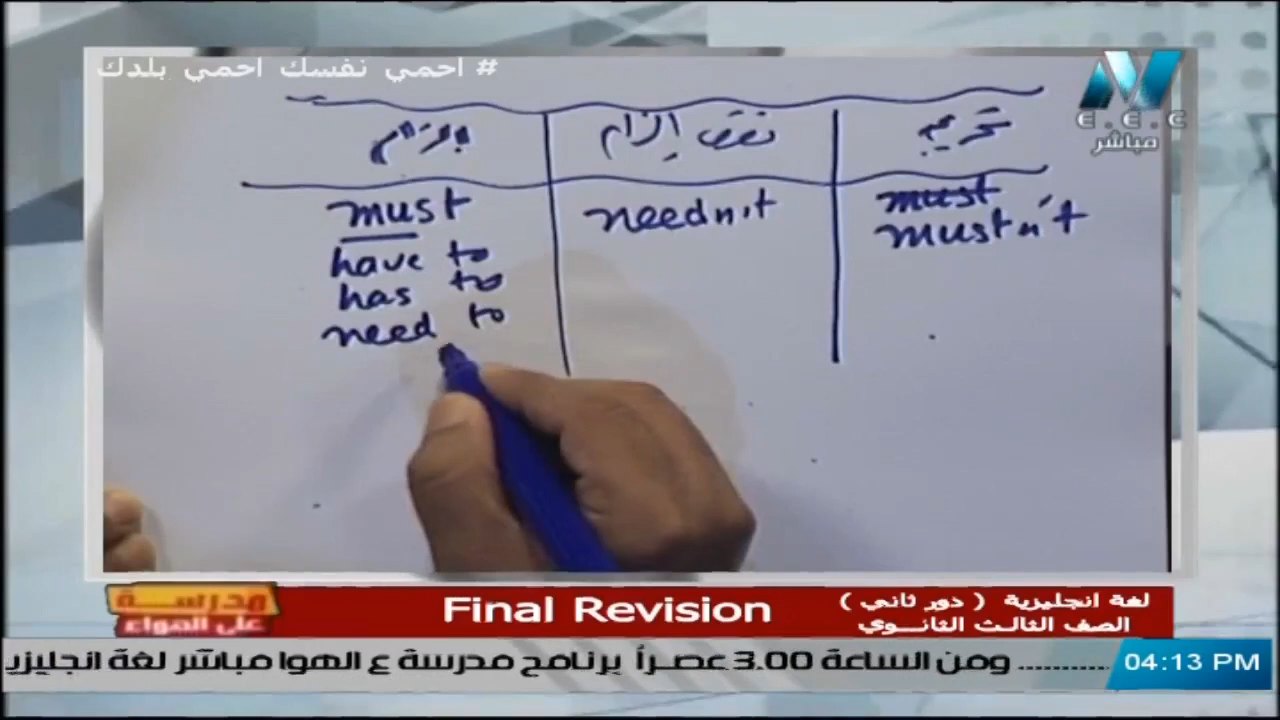 # احمي نفسك احمي بلدك
E.E.C
مباشر
تحريم
نقص إلزام
إلزام
must
have to
has to
need to
needn't
must
mustn't
مدرسة
على الهواء
Final Revision
لغة انجليزية ( دور ثاني )
الصف الثالث الثانوي
ومن الساعة 3.00 عصراً برنامج مدرسة ع الهوا مباشر لغة انجليزي
04:13 PM